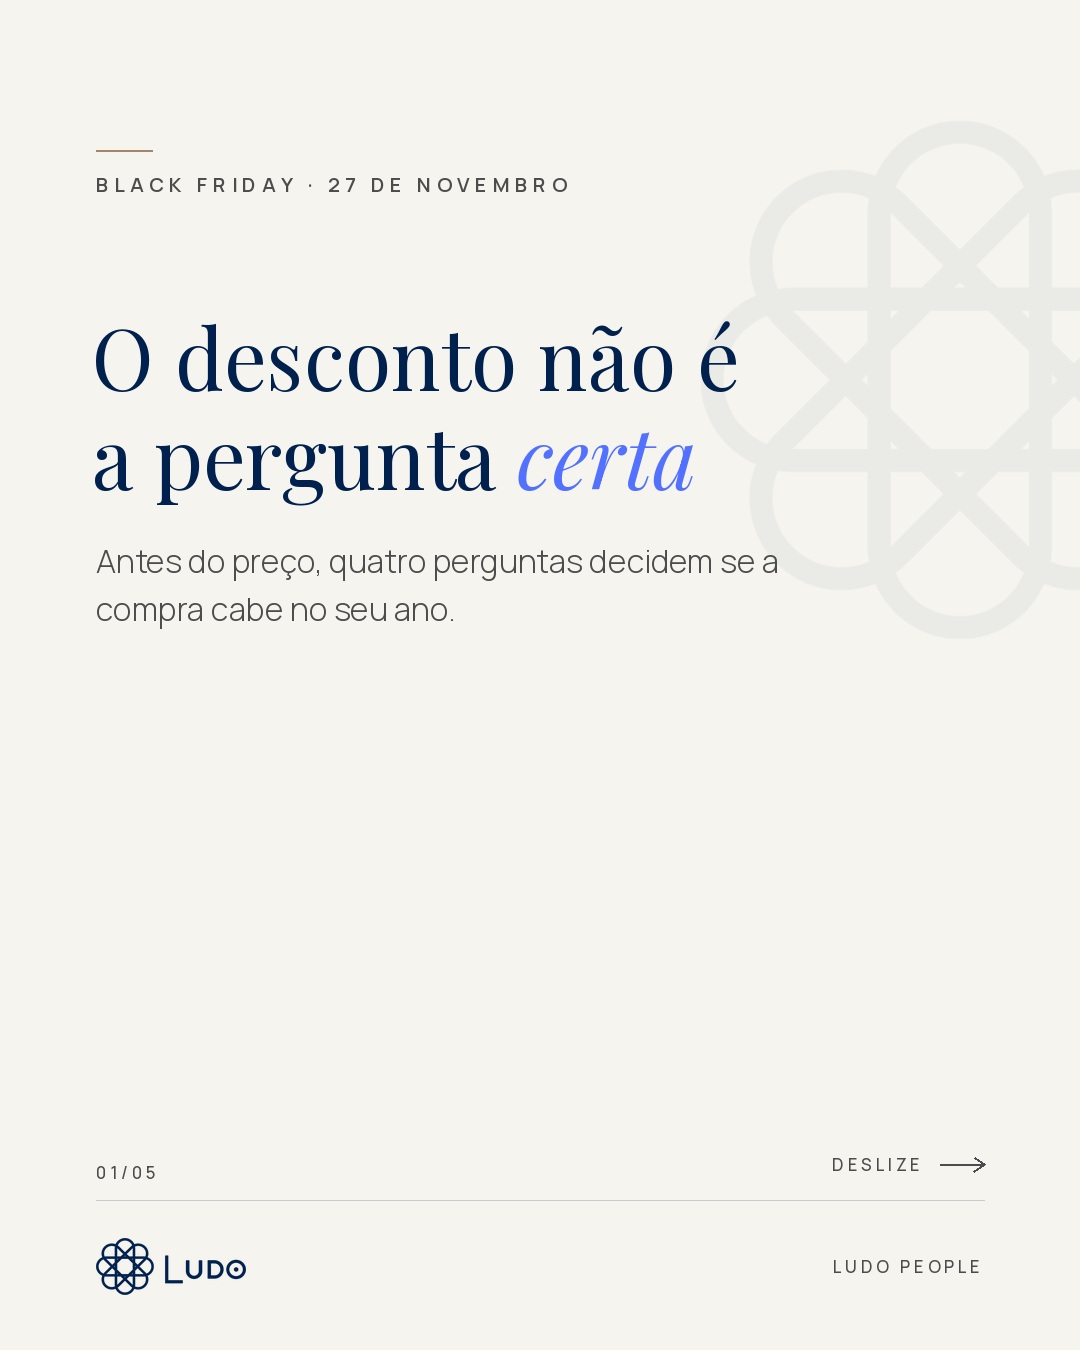 BLACK FRIDAY · 27 DE NOVEMBRO
O desconto não é
a pergunta certa
Antes do preço, quatro perguntas decidem se a
compra cabe no seu ano.
01/05
DESLIZE
LUDO
LUDO PEOPLE